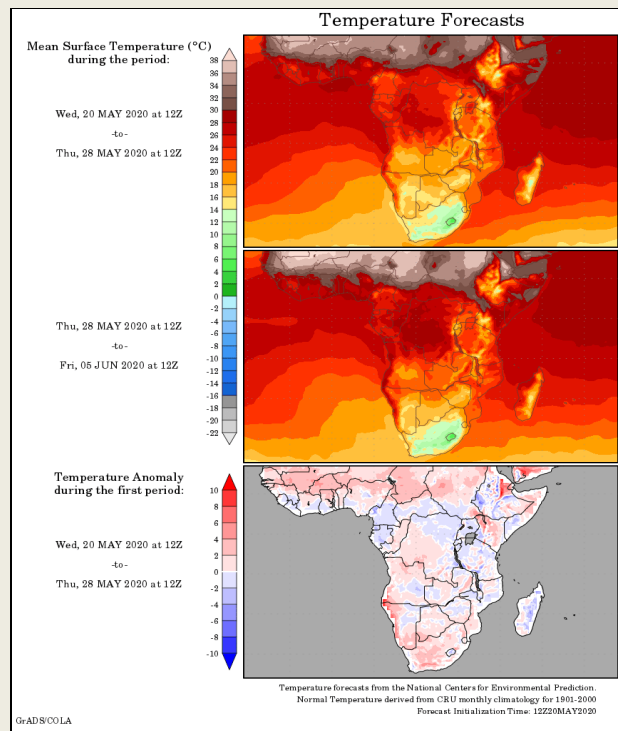 Temperature Forecasts
Mean Surface Temperature (°C)
during the period:
Wed, 20 MAY 2020 at 12Z
-to-
Thu, 28 MAY 2020 at 12Z
38
36
34
32
30
28
26
24
22
20
18
16
14
12
10
8
6
4
2
0
-2
-4
-6
-8
-10
-12
-14
-16
-18
-20
-22
Thu, 28 MAY 2020 at 12Z
-to-
Fri, 05 JUN 2020 at 12Z
Temperature Anomaly
during the first period:
Wed, 20 MAY 2020 at 12Z
-to-
Thu, 28 MAY 2020 at 12Z
10
8
6
4
2
0
-2
-4
-6
-8
-10
Temperature forecasts from the National Centers for Environmental Prediction.
Normal Temperature derived from CRU monthly climatology for 1901-2000
Forecast Initialization Time: 12Z20MAY2020
GrADS/COLA